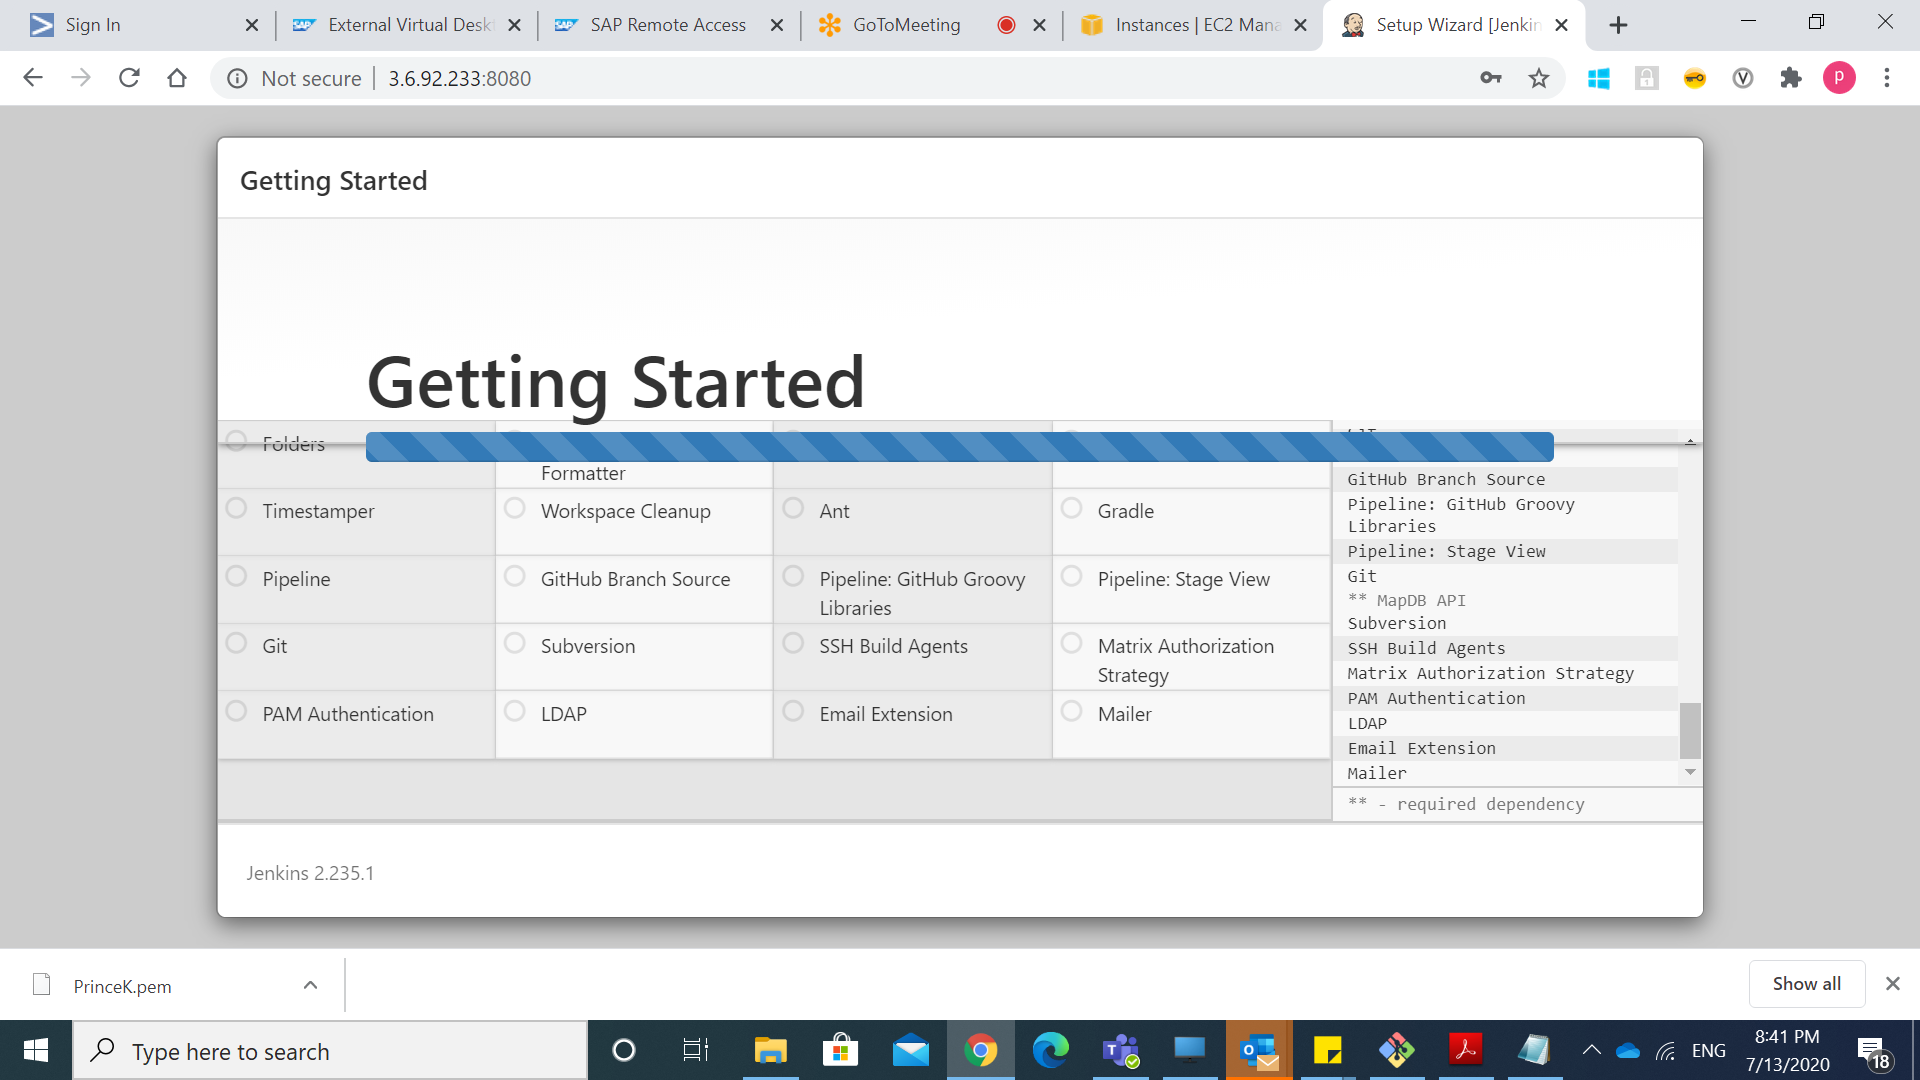 Sign In
External Virtual Desk
SAP Remote Access
GoToMeeting
Instances | EC2 Mana
Setup Wizard [Jenkin
Not secure
3.6.92.233:8080
P
Getting Started
Getting Started
Folders
Formatter
Timestamper
Workspace Cleanup
Ant
Gradle
Pipeline
GitHub Branch Source
Pipeline: GitHub Groovy
Libraries
Pipeline: Stage View
Git
Subversion
SSH Build Agents
Matrix Authorization
Strategy
PAM Authentication
LDAP
Email Extension
Mailer
GitHub Branch Source
Pipeline: GitHub Groovy
Libraries
Pipeline: Stage View
Git
** MapDB API
Subversion
SSH Build Agents
Matrix Authorization Strategy
PAM Authentication
LDAP
Email Extension
Mailer
** - required dependency
Jenkins 2.235.1
PrinceK.pem
Show all
Type here to search
ENG
8:41 PM
7/13/2020
18